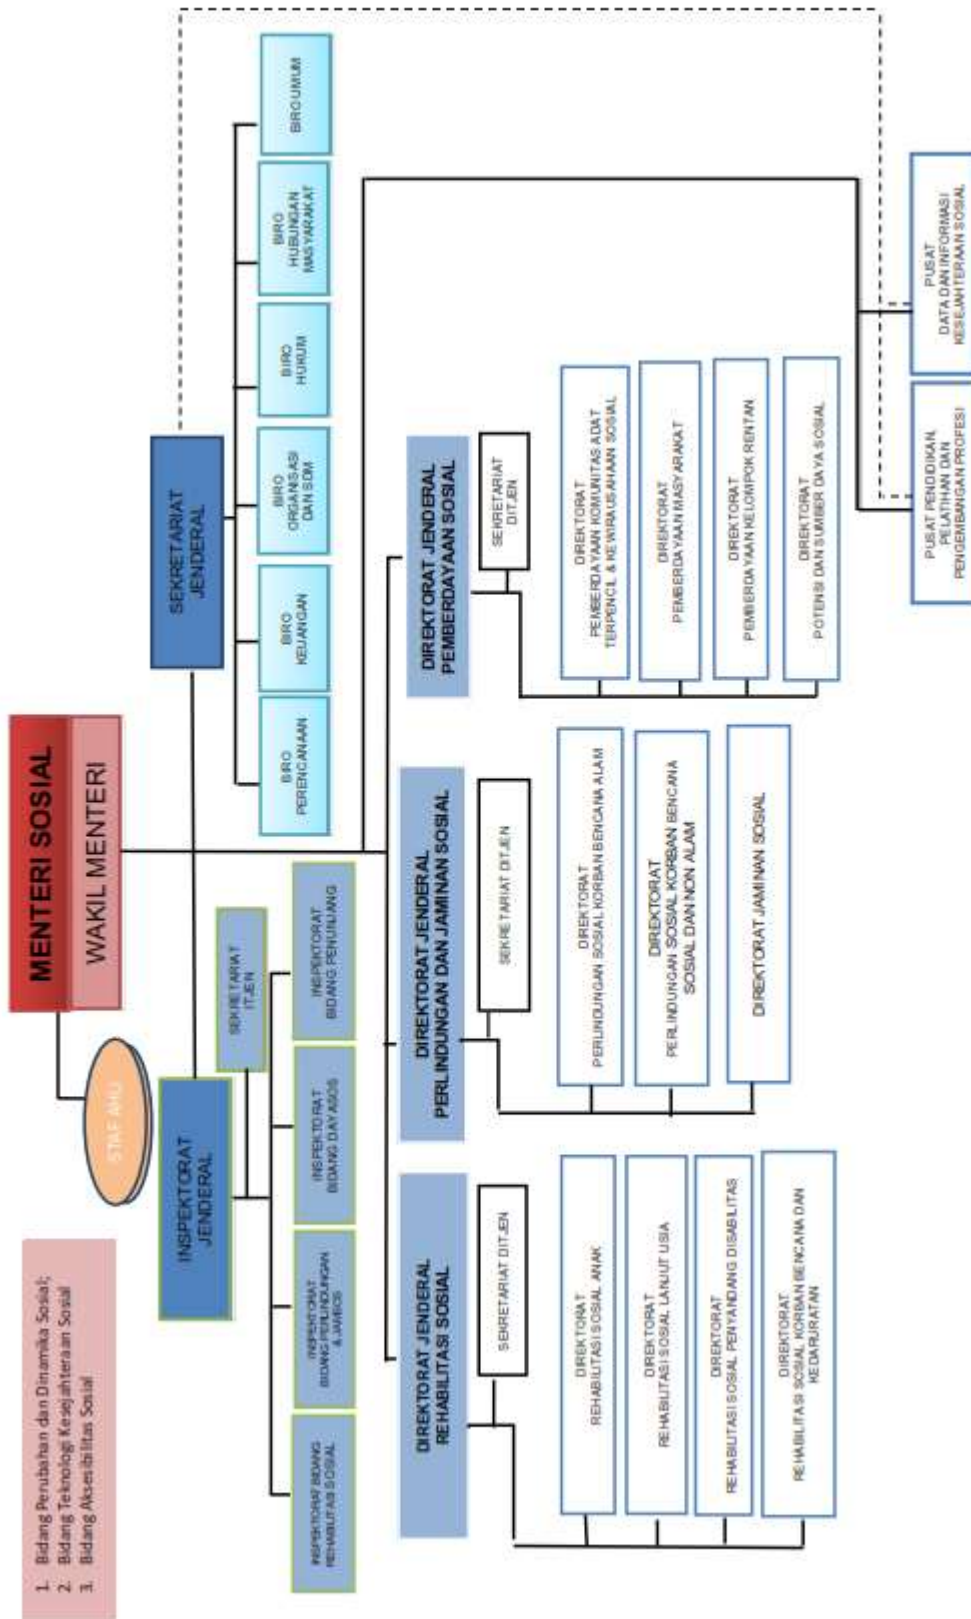 MENTERI SOSIAL
WAKIL MENTERI
STAF AHLI
1. Bidang Perubahan dan Dinamika Sosial;
2. Bidang Teknologi Kesejahteraan Sosial
3. Bidang Aksesibilitas Sosial
INSPEKTORAT
JENDERAL
SEKRETARIAT
JENDERAL
SEKRETARIAT
ITJEN
INSPEKTORAT BIDANG
REHABILITASI SOSIAL
INSPEKTORAT
BIDANG PERLINDUNGAN
& JAMSOS
INSPEKTORAT
BIDANG DAYASOS
INSPEKTORAT
BIDANG PENUNJANG
BIRO
PERENCANAAN
BIRO
KEUANGAN
BIRO
ORGANISASI
DAN SDM
BIRO
HUKUM
BIRO
HUBUNGAN
MASYARAKAT
BIRO UMUM
DIREKTORAT JENDERAL
REHABILITASI SOSIAL
SEKRETARIAT DITJEN
DIREKTORAT
REHABILITASI SOSIAL ANAK
DIREKTORAT
REHABILITASI SOSIAL LANJUT USIA
DIREKTORAT
REHABILITASI SOSIAL PENYANDANG DISABILITAS
DIREKTORAT
REHABILITASI SOSIAL KORBAN BENCANA DAN
KEDARURATAN
DIREKTORAT JENDERAL
PERLINDUNGAN DAN JAMINAN SOSIAL
SEKRETARIAT DITJEN
DIREKTORAT
PERLINDUNGAN SOSIAL KORBAN BENCANA ALAM
DIREKTORAT
PERLINDUNGAN SOSIAL KORBAN BENCANA
SOSIAL DAN NON ALAM
DIREKTORAT JAMINAN SOSIAL
DIREKTORAT JENDERAL
PEMBERDAYAAN SOSIAL
SEKRETARIAT
DITJEN
DIREKTORAT
PEMBERDAYAAN KOMUNITAS ADAT
TERPENCIL & KEWIRAUSAHAAN SOSIAL
DIREKTORAT
PEMBERDAYAAN MASYARAKAT
DIREKTORAT
PEMBERDAYAAN KELOMPOK RENTAN
DIREKTORAT
POTENSI DAN SUMBER DAYA SOSIAL
PUSAT PENDIDIKAN,
PELATIHAN DAN
PENGEMBANGAN PROFESI
PUSAT
DATA DAN INFORMASI
KESEJAHTERAAN SOSIAL